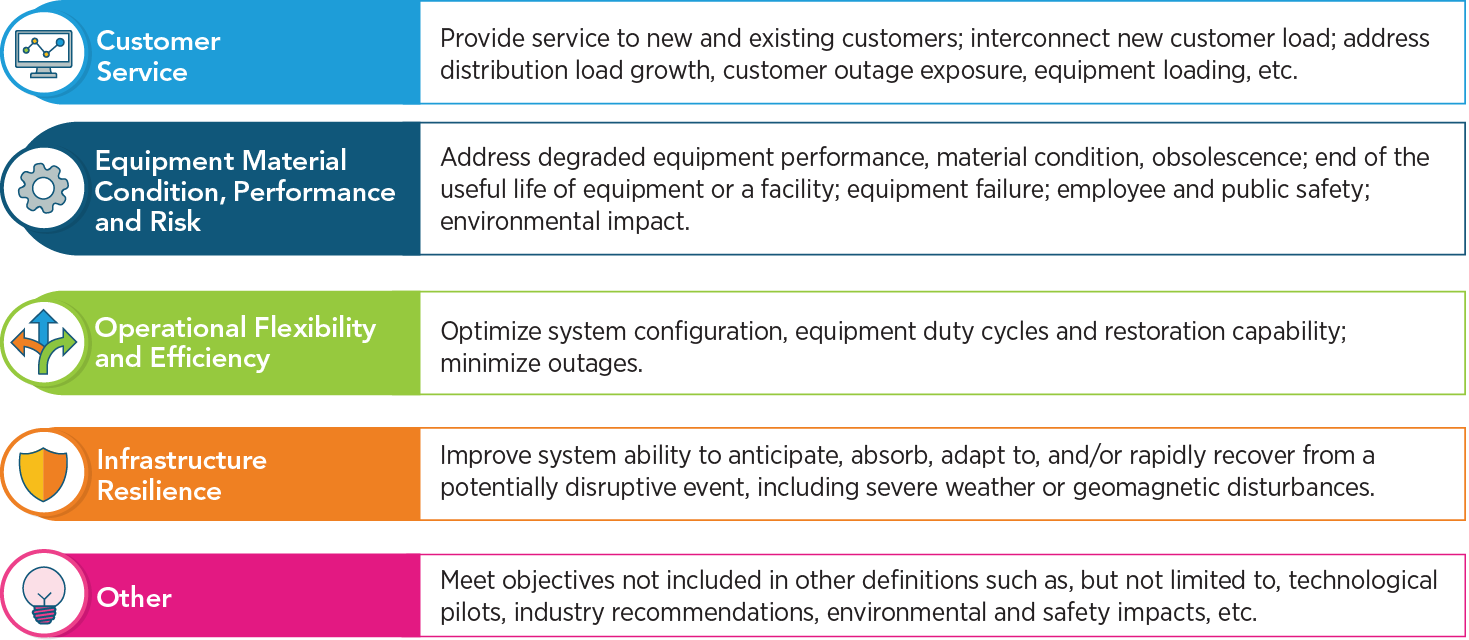 Customer
Service
Provide service to new and existing customers; interconnect new customer load; address
distribution load growth, customer outage exposure, equipment loading, etc.
Equipment Material
Condition, Performance
and Risk
Address degraded equipment performance, material condition, obsolescence; end of the
useful life of equipment or a facility; equipment failure; employee and public safety;
environmental impact.
Operational Flexibility
and Efficiency
Optimize system configuration, equipment duty cycles and restoration capability;
minimize outages.
Infrastructure
Resilience
Improve system ability to anticipate, absorb, adapt to, and/or rapidly recover from a
potentially disruptive event, including severe weather or geomagnetic disturbances.
Other
Meet objectives not included in other definitions such as, but not limited to, technological
pilots, industry recommendations, environmental and safety impacts, etc.